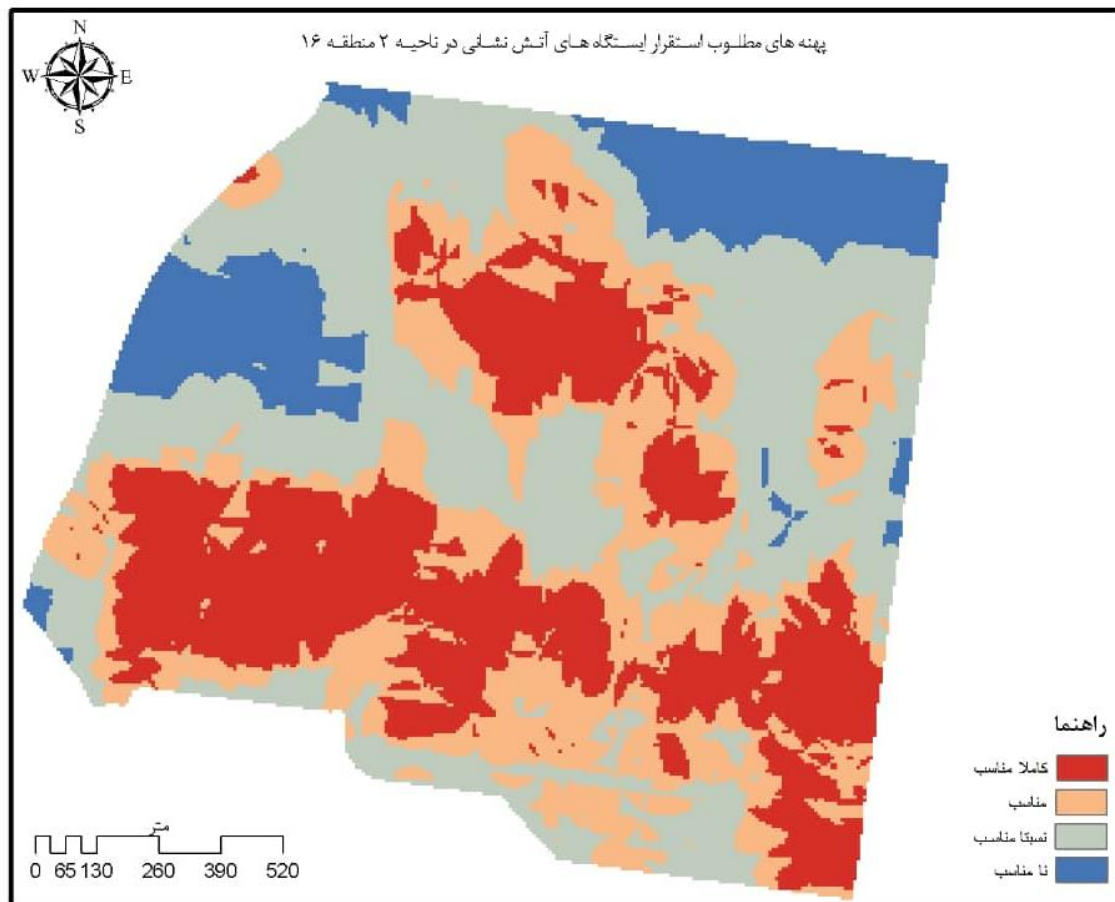 پهنه های مطلوب استقرار ایستگاه های آتش نشانی در ناحیه ۲ منطقه ۱۶
N
W E
S
راهنما
کاملا مناسب
مناسب
نسبتا مناسب
نا مناسب
متر
0 65 130 260 390 520